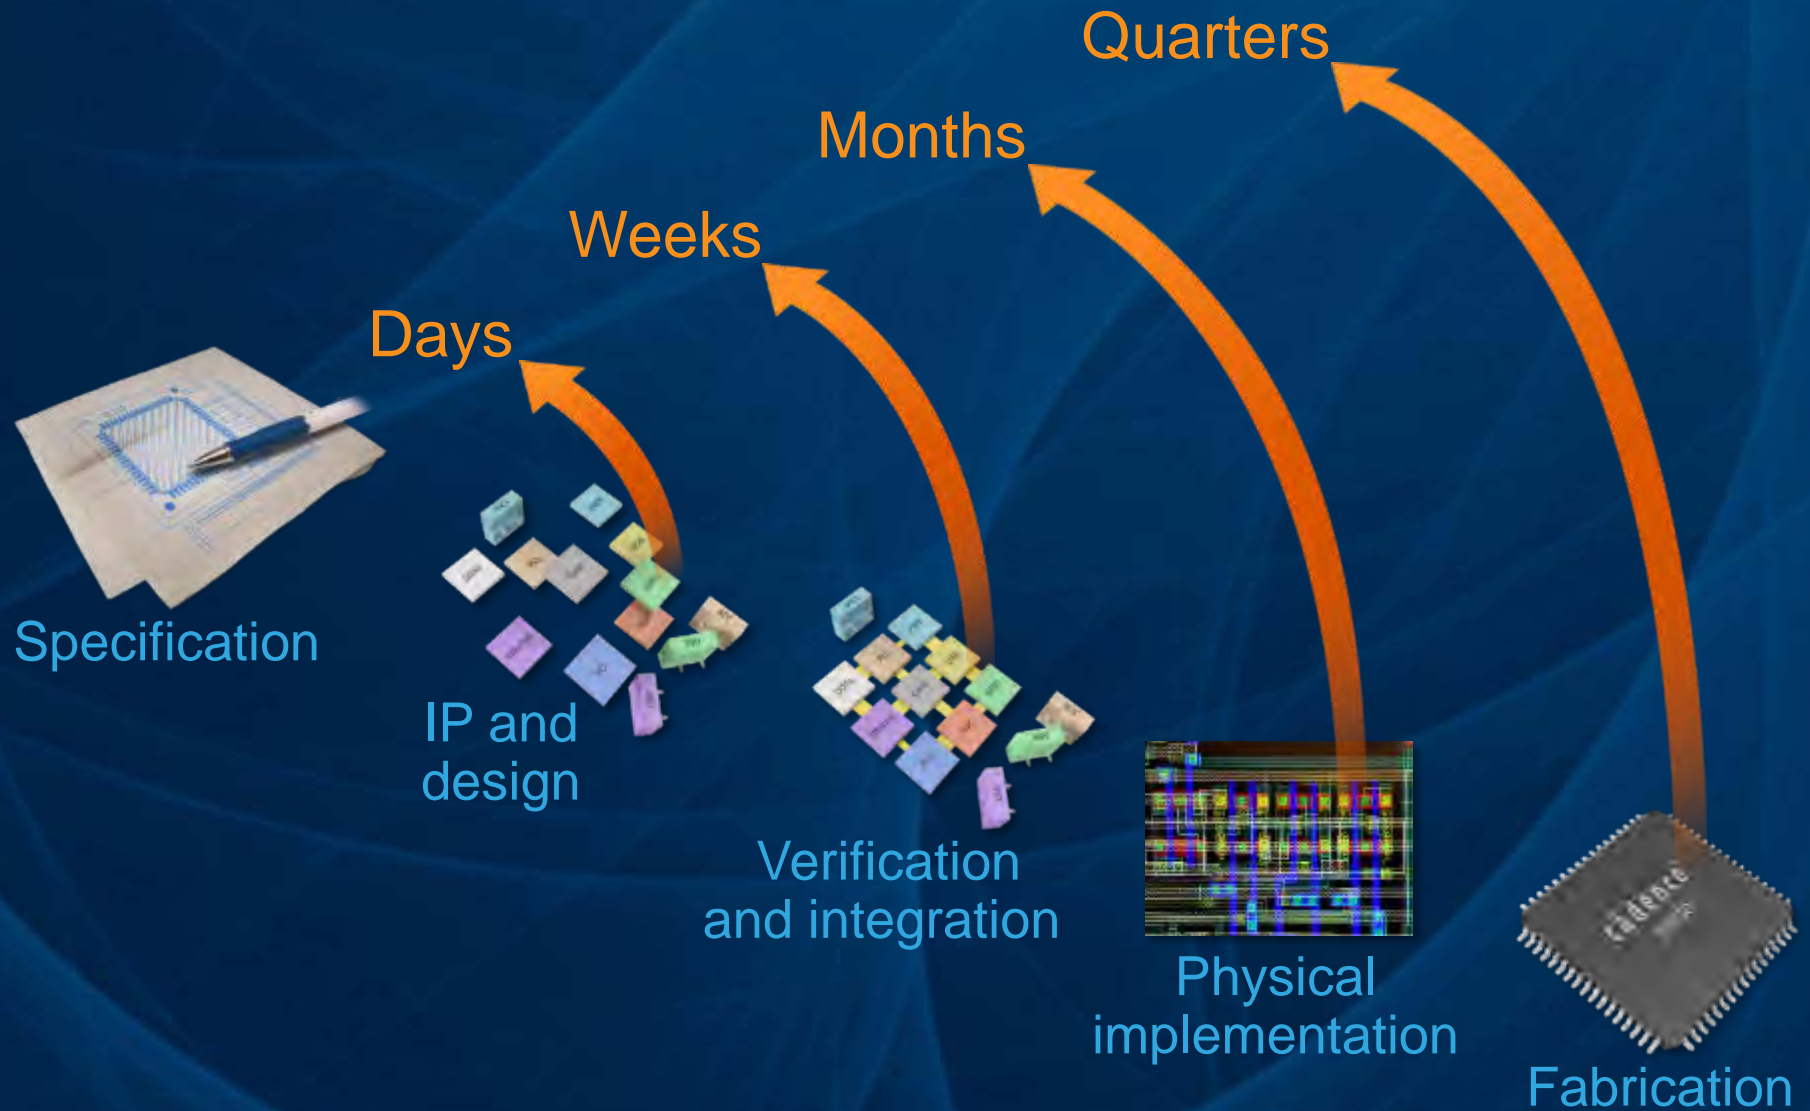 Quarters
Months
Weeks
Days
Specification
IP and
design
Verification
and integration
Physical
implementation
Fabrication
cadence